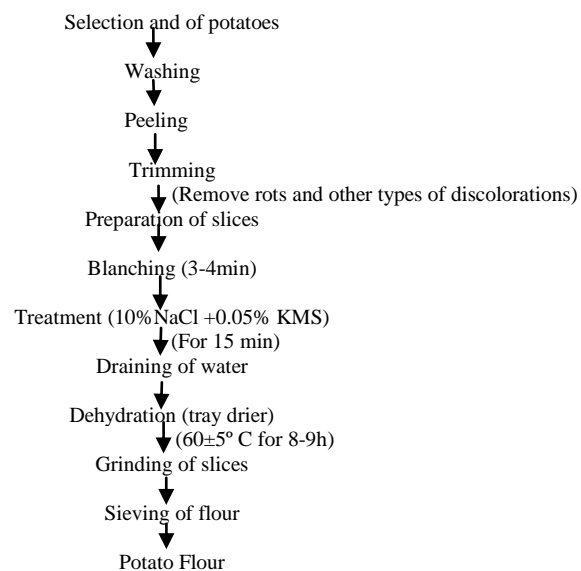 Selection and of potatoes
Washing
Peeling
Trimming
(Remove rots and other types of discolorations)
Preparation of slices
Blanching (3-4min)
Treatment (10%NaCl +0.05% KMS)
(For 15 min)
Draining of water
Dehydration (tray drier)
(60±5º C for 8-9h)
Grinding of slices
Sieving of flour
Potato Flour